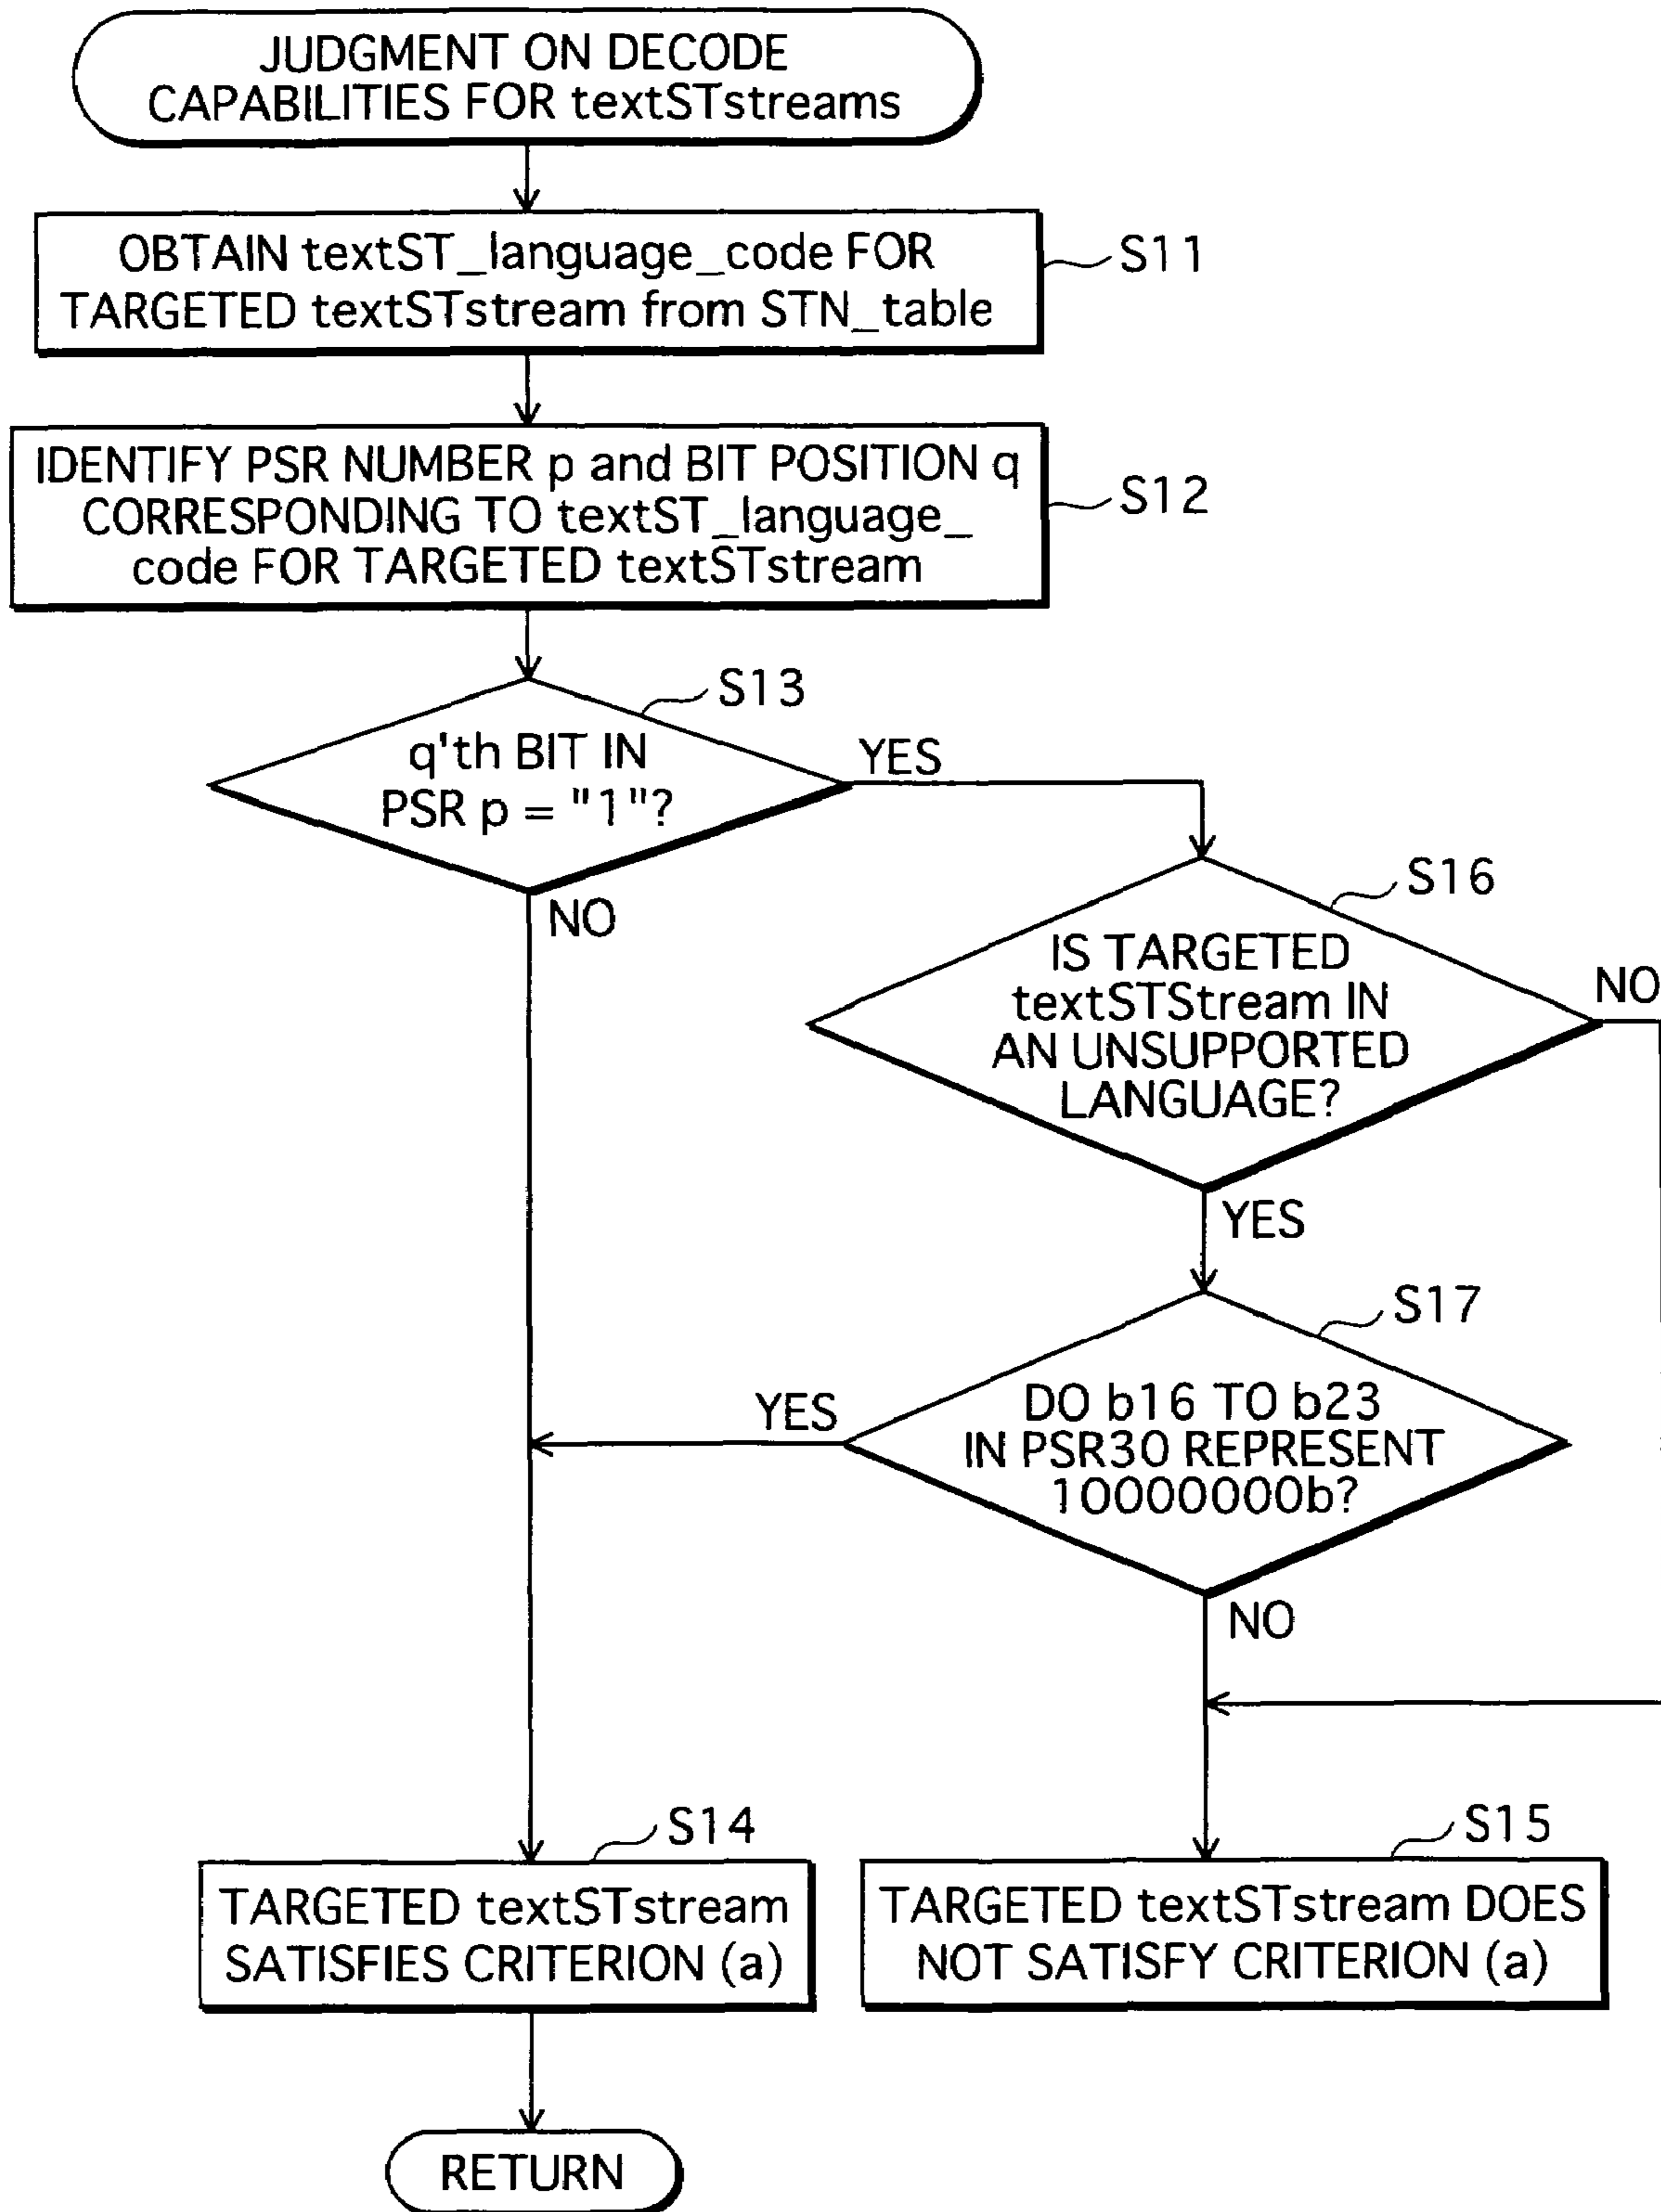 JUDGMENT ON DECODE
CAPABILITIES FOR textSTstreams
OBTAIN textST_language_code FOR
TARGETED textSTstream from STN_table
S11
IDENTIFY PSR NUMBER p and BIT POSITION q
CORRESPONDING TO textST_language_
code FOR TARGETED textSTstream
S12
S13
q'th BIT IN
PSR p = "1"?
YES
NO
S16
IS TARGETED
textSTStream IN
AN UNSUPPORTED
LANGUAGE?
NO
YES
S17
DO b16 TO b23
IN PSR30 REPRESENT
10000000b?
YES
NO
S14
TARGETED textSTstream
SATISFIES CRITERION (a)
S15
TARGETED textSTstream DOES
NOT SATISFY CRITERION (a)
RETURN